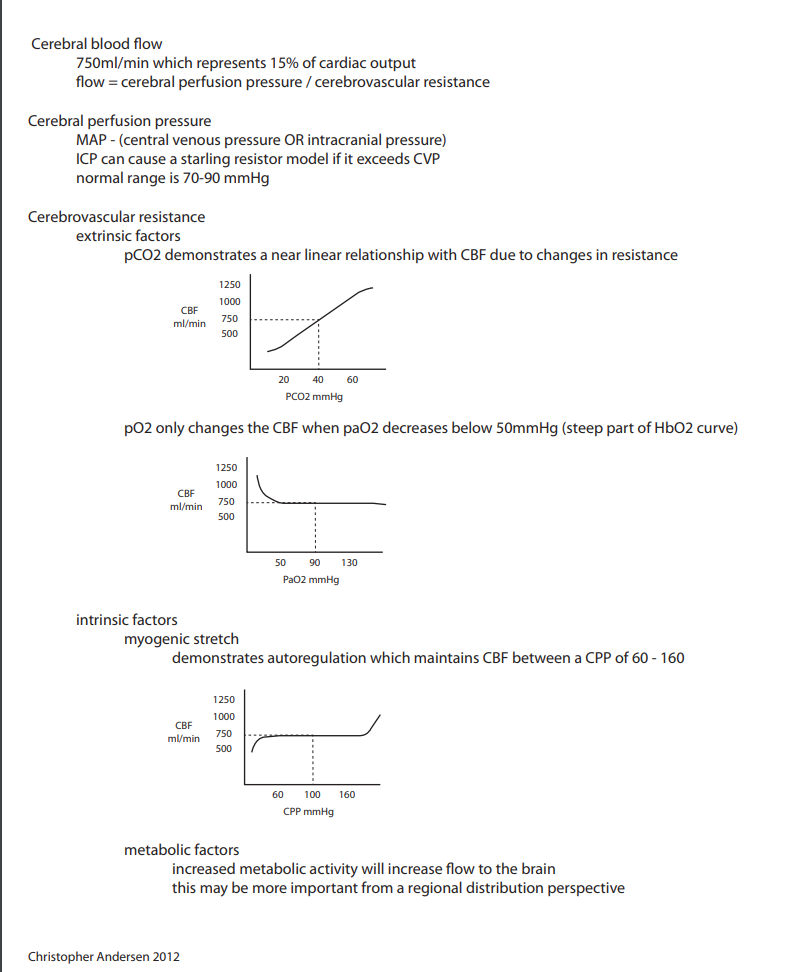 Cerebral blood flow
750ml/min which represents 15% of cardiac output
flow = cerebral perfusion pressure / cerebrovascular resistance
Cerebral perfusion pressure
MAP - (central venous pressure OR intracranial pressure)
ICP can cause a starling resistor model if it exceeds CVP
normal range is 70-90 mmHg
Cerebrovascular resistance
extrinsic factors
pCO2 demonstrates a near linear relationship with CBF due to changes in resistance
1250
1000
CBF
ml/min
750
500
20 40 60
PCO2 mmHg
pO2 only changes the CBF when paO2 decreases below 50mmHg (steep part of HbO2 curve)
1250
1000
CBF
ml/min
750
500
50 90 130
PaO2 mmHg
intrinsic factors
myogenic stretch
demonstrates autoregulation which maintains CBF between a CPP of 60 - 160
1250
1000
CBF
ml/min
750
500
60 100 160
CPP mmHg
metabolic factors
increased metabolic activity will increase flow to the brain
this may be more important from a regional distribution perspective
Christopher Andersen 2012